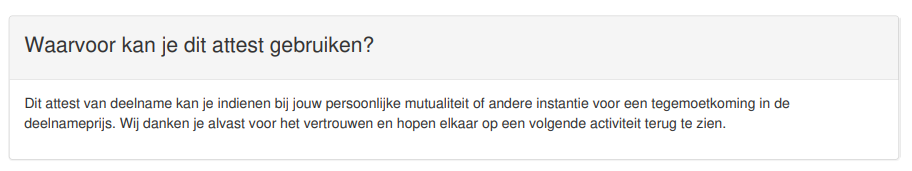 Waarvoor kan je dit attest gebruiken?
Dit attest van deelname kan je indienen bij jouw persoonlijke mutualiteit of andere instantie voor een tegemoetkoming in de
deelnameprijs. Wij danken je alvast voor het vertrouwen en hopen elkaar op een volgende activiteit terug te zien.